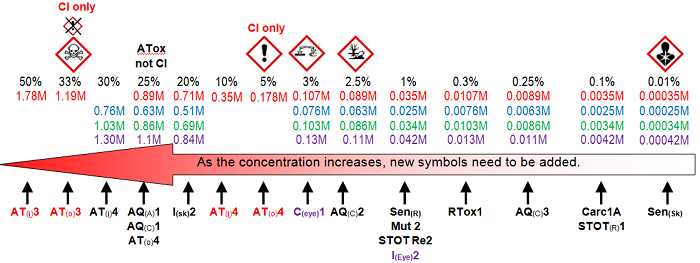 CI only
ATox
not CI
CI only
50% 33% 30% 25% 20% 10% 5% 3% 2.5% 1% 0.3% 0.25% 0.1% 0.01%
1.78M 1.19M 0.89M 0.71M 0.35M 0.178M 0.107M 0.089M 0.035M 0.0107M 0.0089M 0.0035M 0.00035M
0.76M 0.63M 0.51M 0.076M 0.063M 0.025M 0.0076M 0.0063M 0.0025M 0.00025M
1.03M 0.86M 0.69M 0.103M 0.086M 0.034M 0.0103M 0.0086M 0.0034M 0.00034M
1.30M 1.1M 0.84M 0.13M 0.11M 0.042M 0.013M 0.011M 0.0042M 0.00042M
As the concentration increases, new symbols need to be added.
AT(i)3 AT(o)3 AT(i)4 AQ(A)1 I(sk)2 AT(i)4 AT(o)4 C(eye)1 AQ(C)2 Sen(R) RTox1 AQ(C)3 Carc1A Sen(Sk)
AQ(C)1 Mut 2 STOT(R)1
AT(o)4 STOT Re2
I(Eye)2